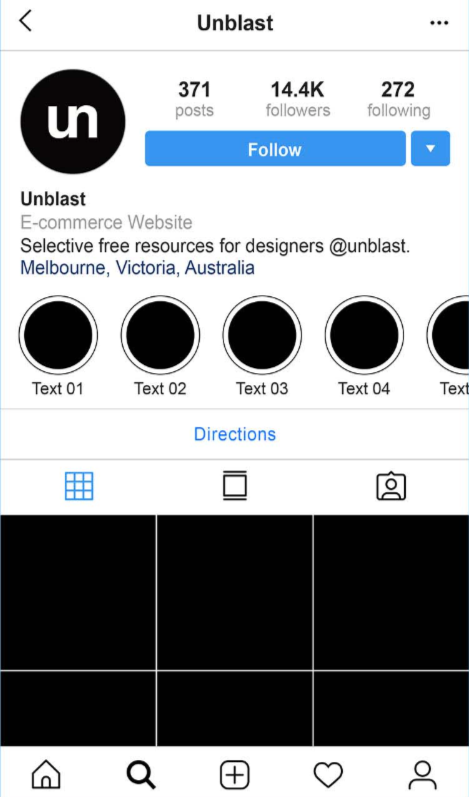 Unblast
un
371 14.4K 272
posts followers following
Follow
Unblast
E-commerce Website
Selective free resources for designers @unblast.
Melbourne, Victoria, Australia
Text 01 Text 02 Text 03 Text 04 Text
Directions